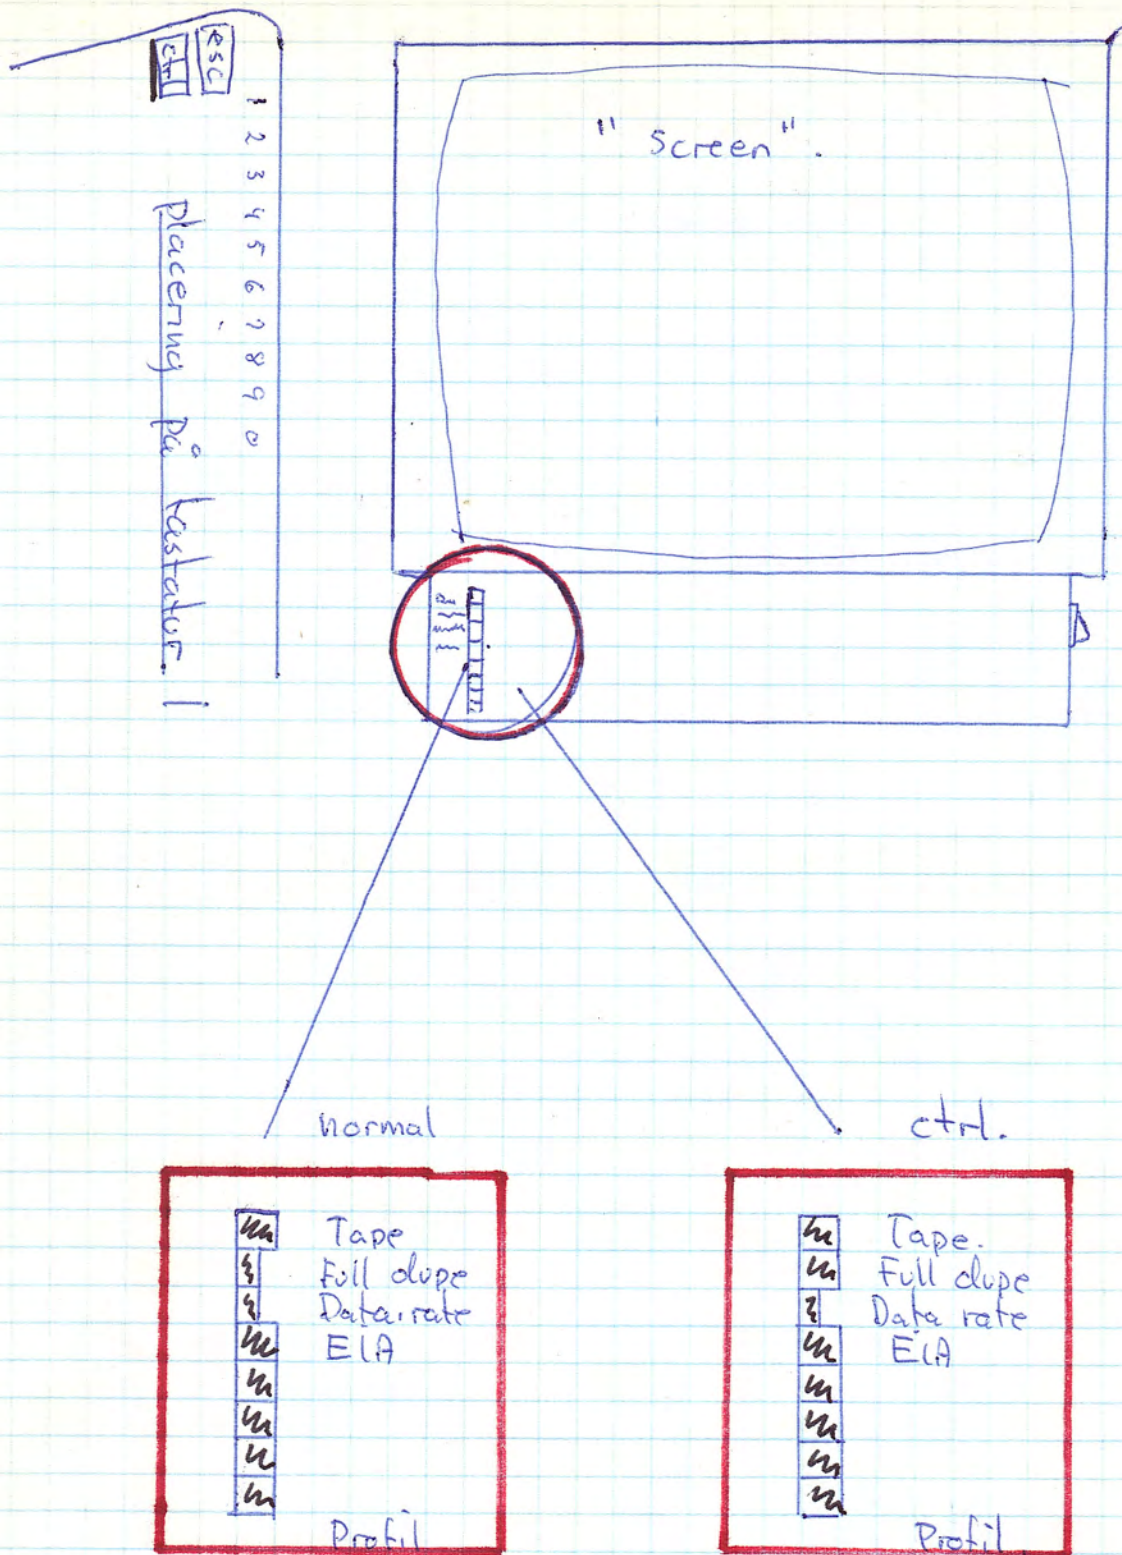 esc
ctrl
1 2 3 4 5 6 7 8 9 0
placering på tastatur
"Screen".
normal
Tape
Full dupe
Data.rate
EIA
Profil
ctrl.
Tape.
Full dupe
Data rate
EIA
Profil